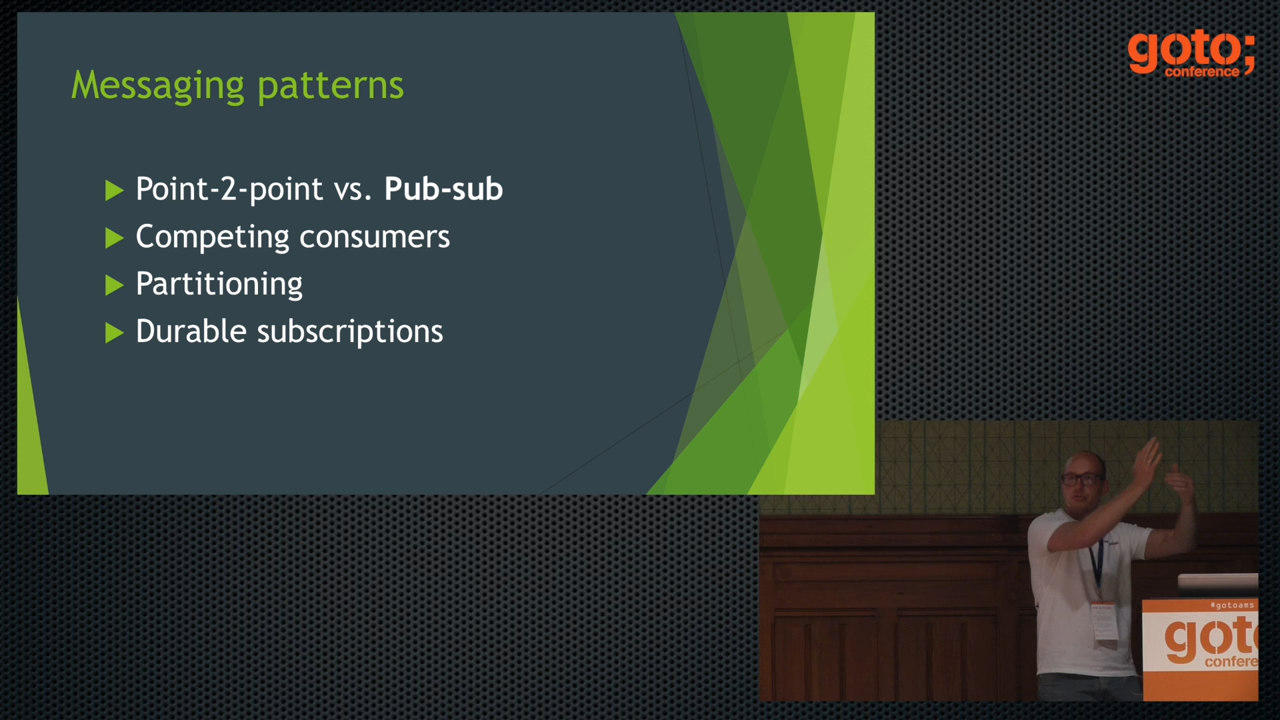 Messaging patterns
Point-2-point vs. Pub-sub
Competing consumers
Partitioning
Durable subscriptions
goto;
conference
#gotoams
goto
confere